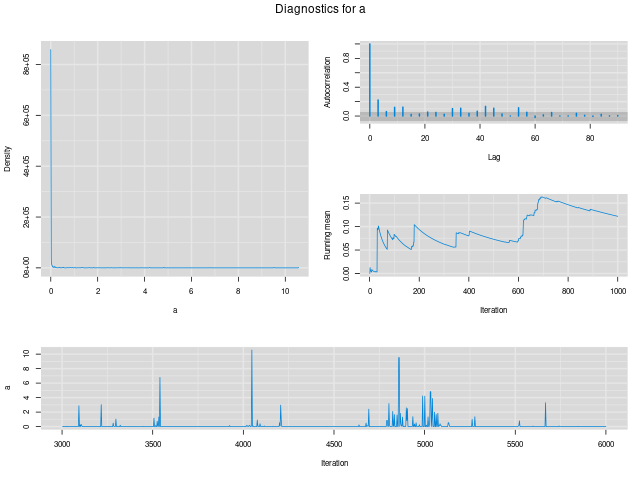 Diagnostics for a
Density
0e+00 2e+05 4e+05 6e+05 8e+05
0 2 4 6 8 10
a
Autocorrelation
0.0 0.4 0.8
0 20 40 60 80
Lag
Running mean
0.00 0.05 0.10 0.15
0 200 400 600 800 1000
Iteration
a
0 2 4 6 8 10
3000 3500 4000 4500 5000 5500 6000
Iteration